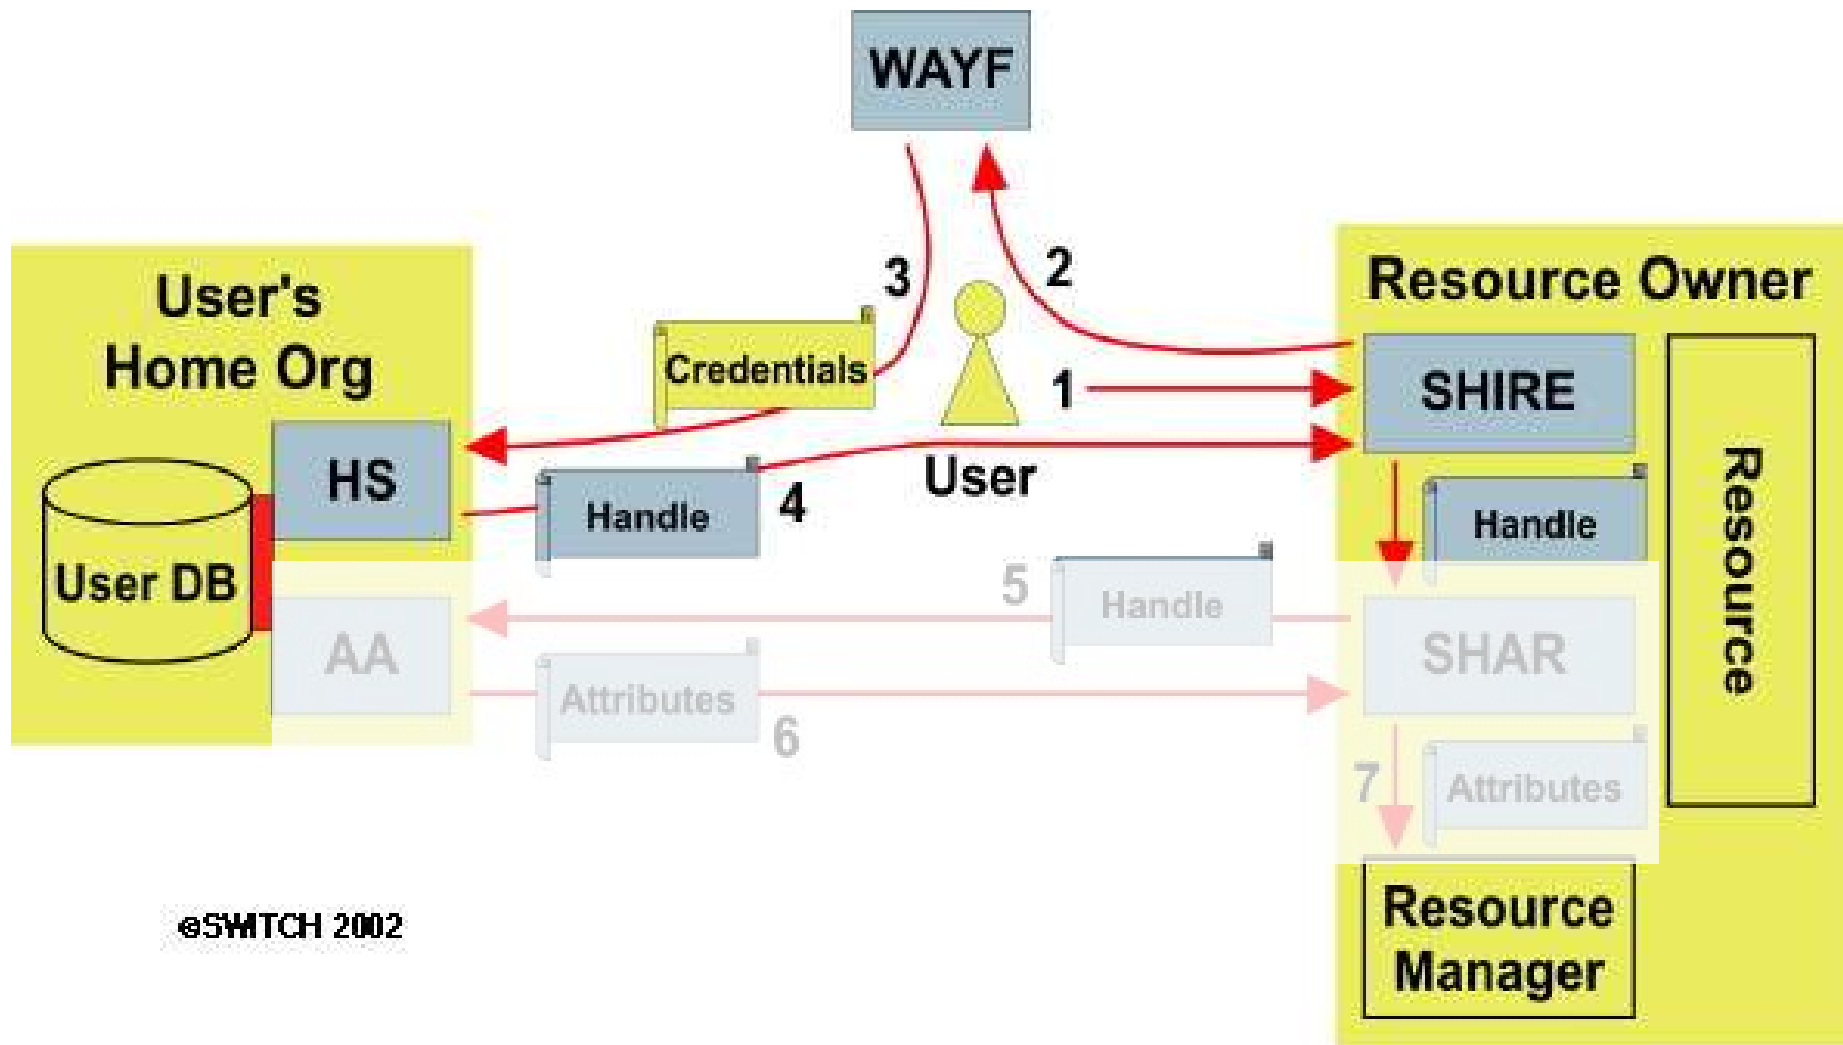 WAYF
3
2
User's
Home Org
Resource Owner
Credentials
1
SHIRE
HS
User
Handle
4
Handle
Resource
User DB
5
Handle
AA
SHAR
Attributes
6
7
Attributes
©SWITCH 2002
Resource
Manager